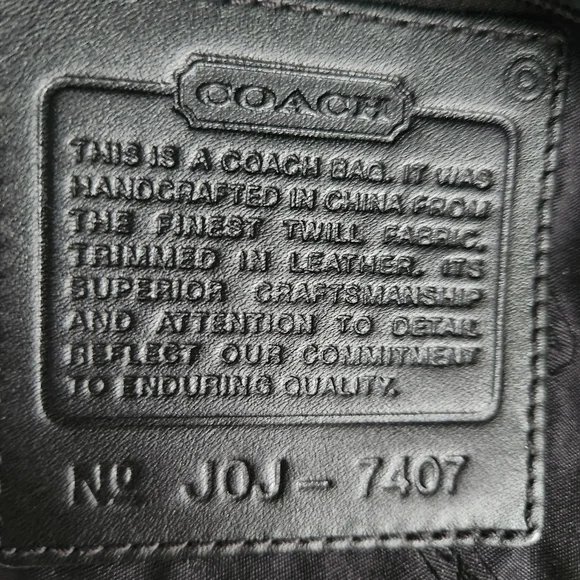 COACH
THIS IS A COACH BAG. IT WAS
HANDCRAFTED IN CHINA FROM
THE FINEST TWILL FABRIC,
TRIMMED IN LEATHER. ITS
SUPERIOR CRAFTSMANSHIP
AND ATTENTION TO DETAIL
REFLECT OUR COMMITMENT
TO ENDURING QUALITY.
Nº J0J-7407